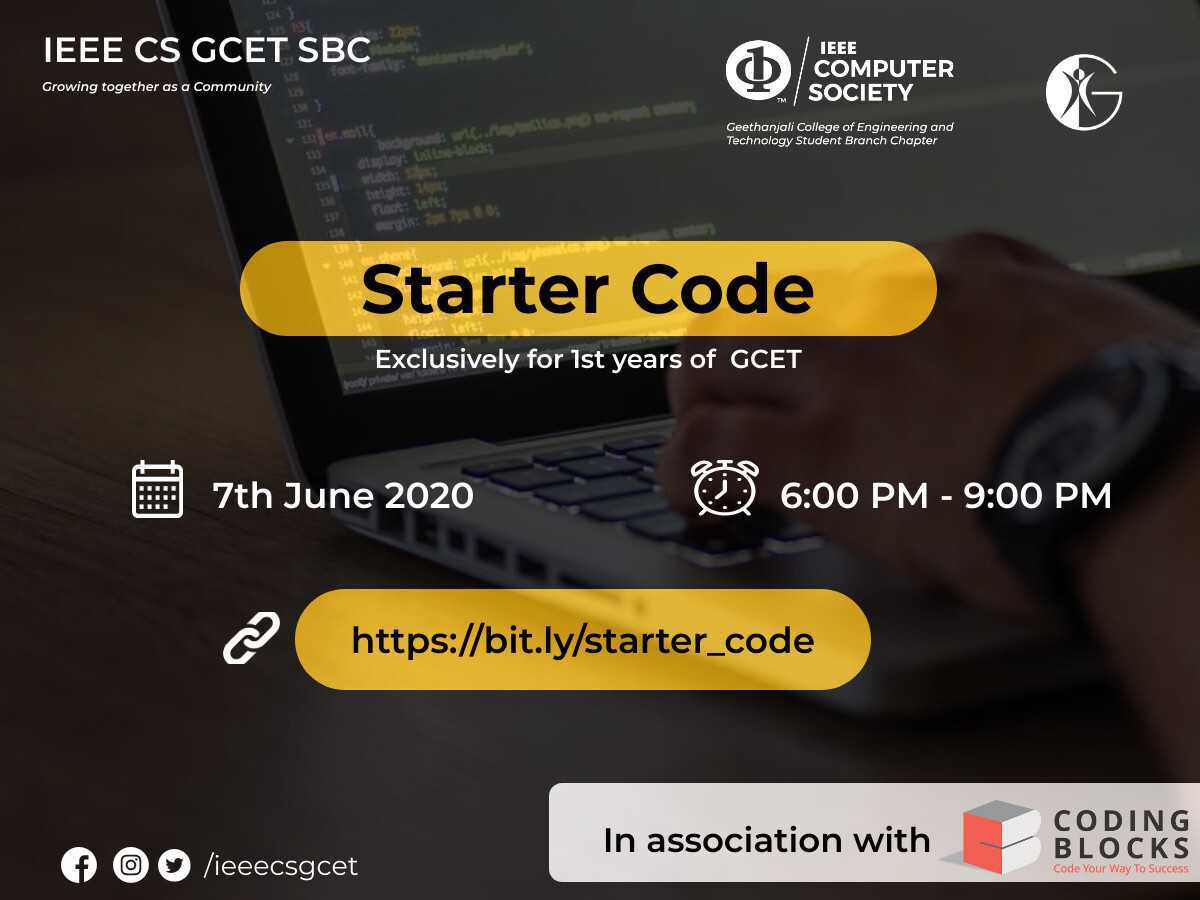 IEEE CS GCET SBC
Growing together as a Community
IEEE
COMPUTER
SOCIETY
TM
Geethanjali College of Engineering and
Technology Student Branch Chapter
G
Starter Code
Exclusively for 1st years of GCET
7th June 2020
6:00 PM - 9:00 PM
https://bit.ly/starter_code
In association with
CODING
BLOCKS
Code Your Way To Success
/ieeecsgcet